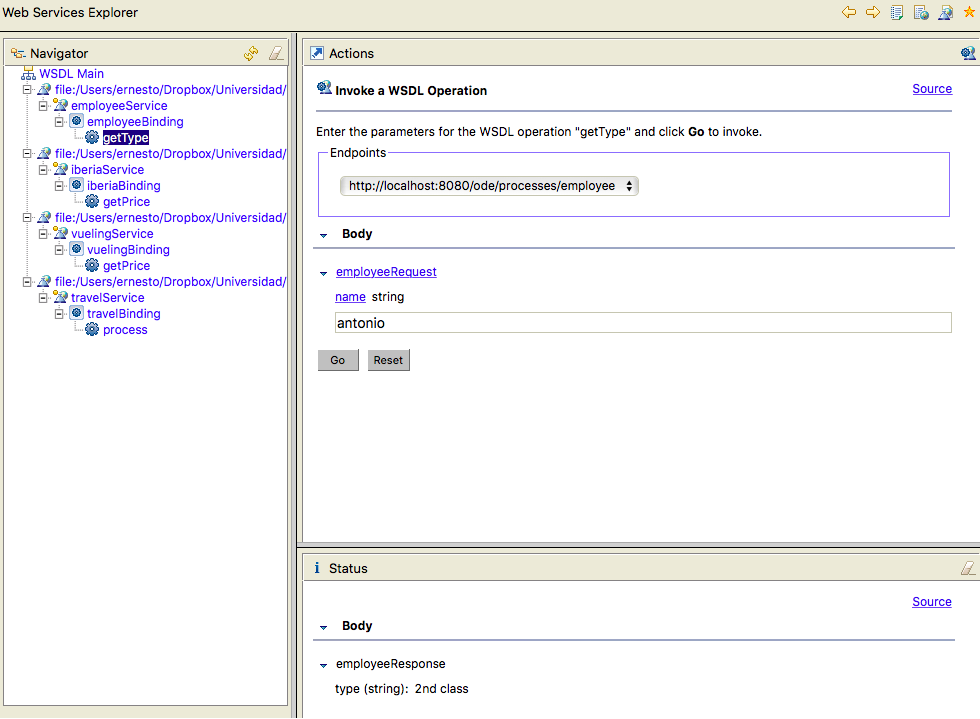 Web Services Explorer
Navigator
WSDL Main
file:/Users/ernesto/Dropbox/Universidad/
employeeService
employeeBinding
getType
file:/Users/ernesto/Dropbox/Universidad/
iberiaService
iberiaBinding
getPrice
file:/Users/ernesto/Dropbox/Universidad/
vuelingService
vuelingBinding
getPrice
file:/Users/ernesto/Dropbox/Universidad/
travelService
travelBinding
process
Actions
Invoke a WSDL Operation
Source
Enter the parameters for the WSDL operation "getType" and click Go to invoke.
Endpoints
http://localhost:8080/ode/processes/employee
Body
employeeRequest
name string
antonio
Go Reset
Status
Source
Body
employeeResponse
type (string): 2nd class